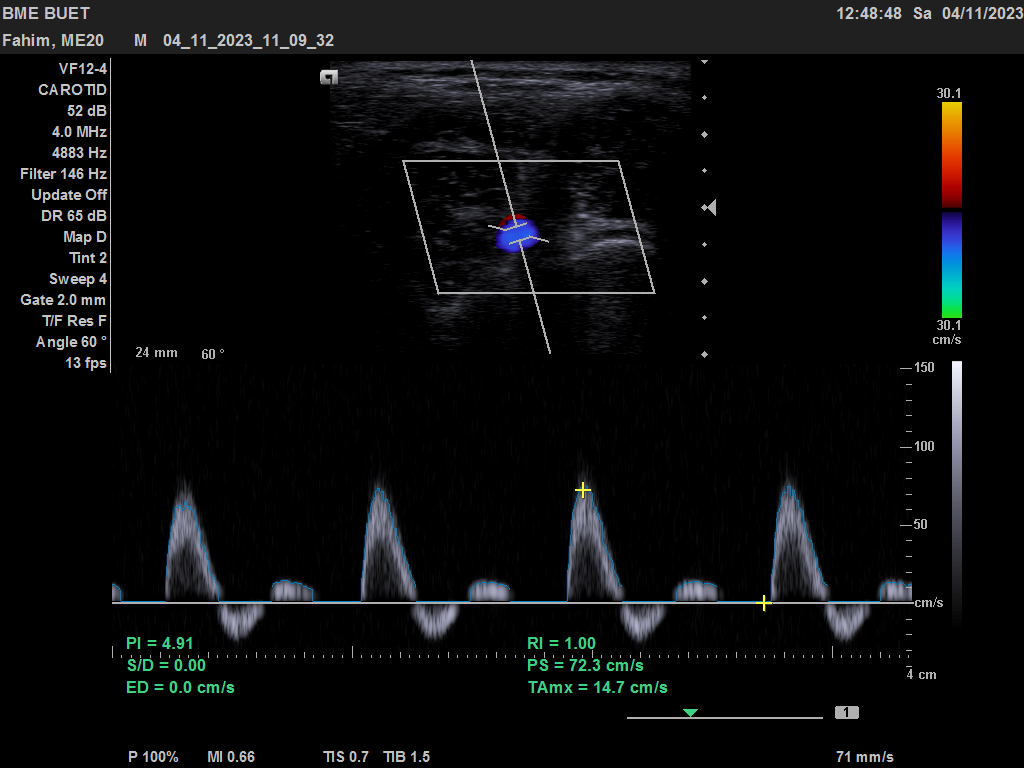 BME BUET
12:48:48 Sa 04/11/2023
Fahim, ME20 M 04_11_2023_11_09_32
VF12-4
CAROTID
52 dB
4.0 MHz
4883 Hz
Filter 146 Hz
Update Off
DR 65 dB
Map D
Tint 2
Sweep 4
Gate 2.0 mm
T/F Res F
Angle 60 °
13 fps
24 mm 60 °
30.1
30.1
cm/s
150
100
50
cm/s
4 cm
PI = 4.91
S/D = 0.00
ED = 0.0 cm/s
RI = 1.00
PS = 72.3 cm/s
TAmx = 14.7 cm/s
1
P 100% MI 0.66 TIS 0.7 TIB 1.5 71 mm/s